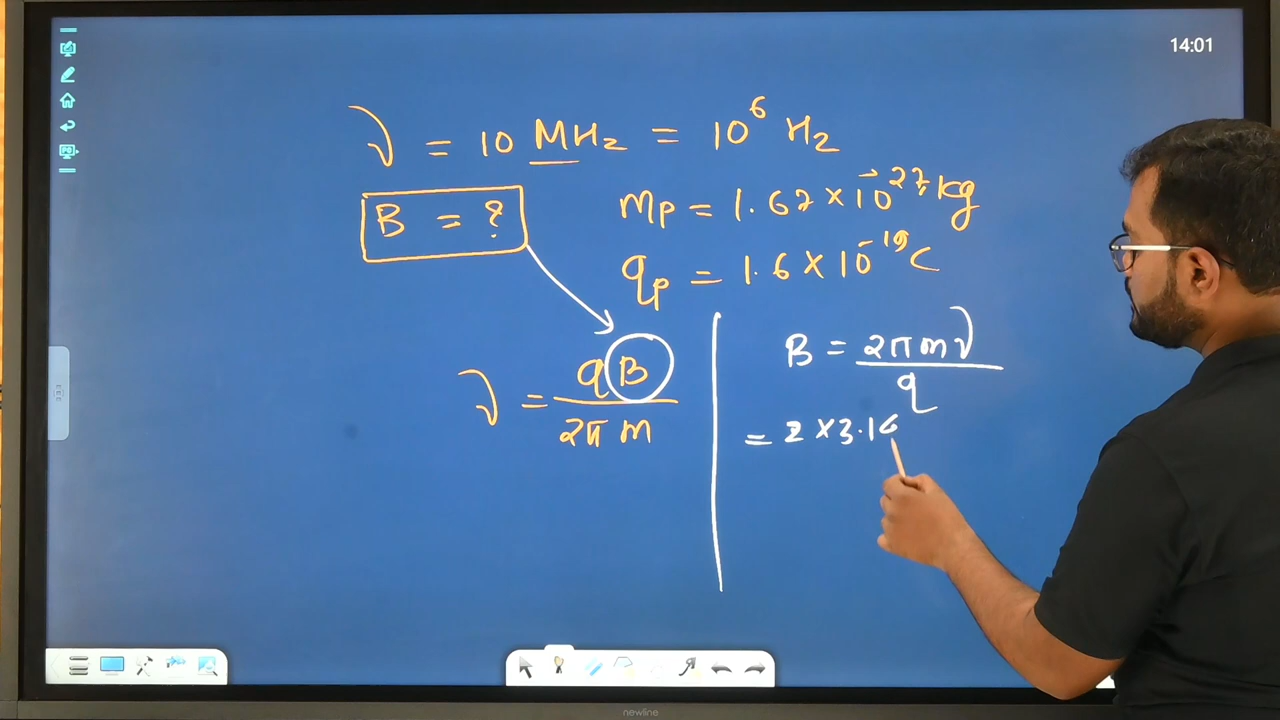 14:01
ν = 10 MHz = 10⁶ Hz
B = ?
mp = 1.67 × 10⁻²⁷ kg
qp = 1.6 × 10⁻¹⁹ C
ν = qB / 2π m
B = 2π m ν / q
= 2 × 3.14
newline